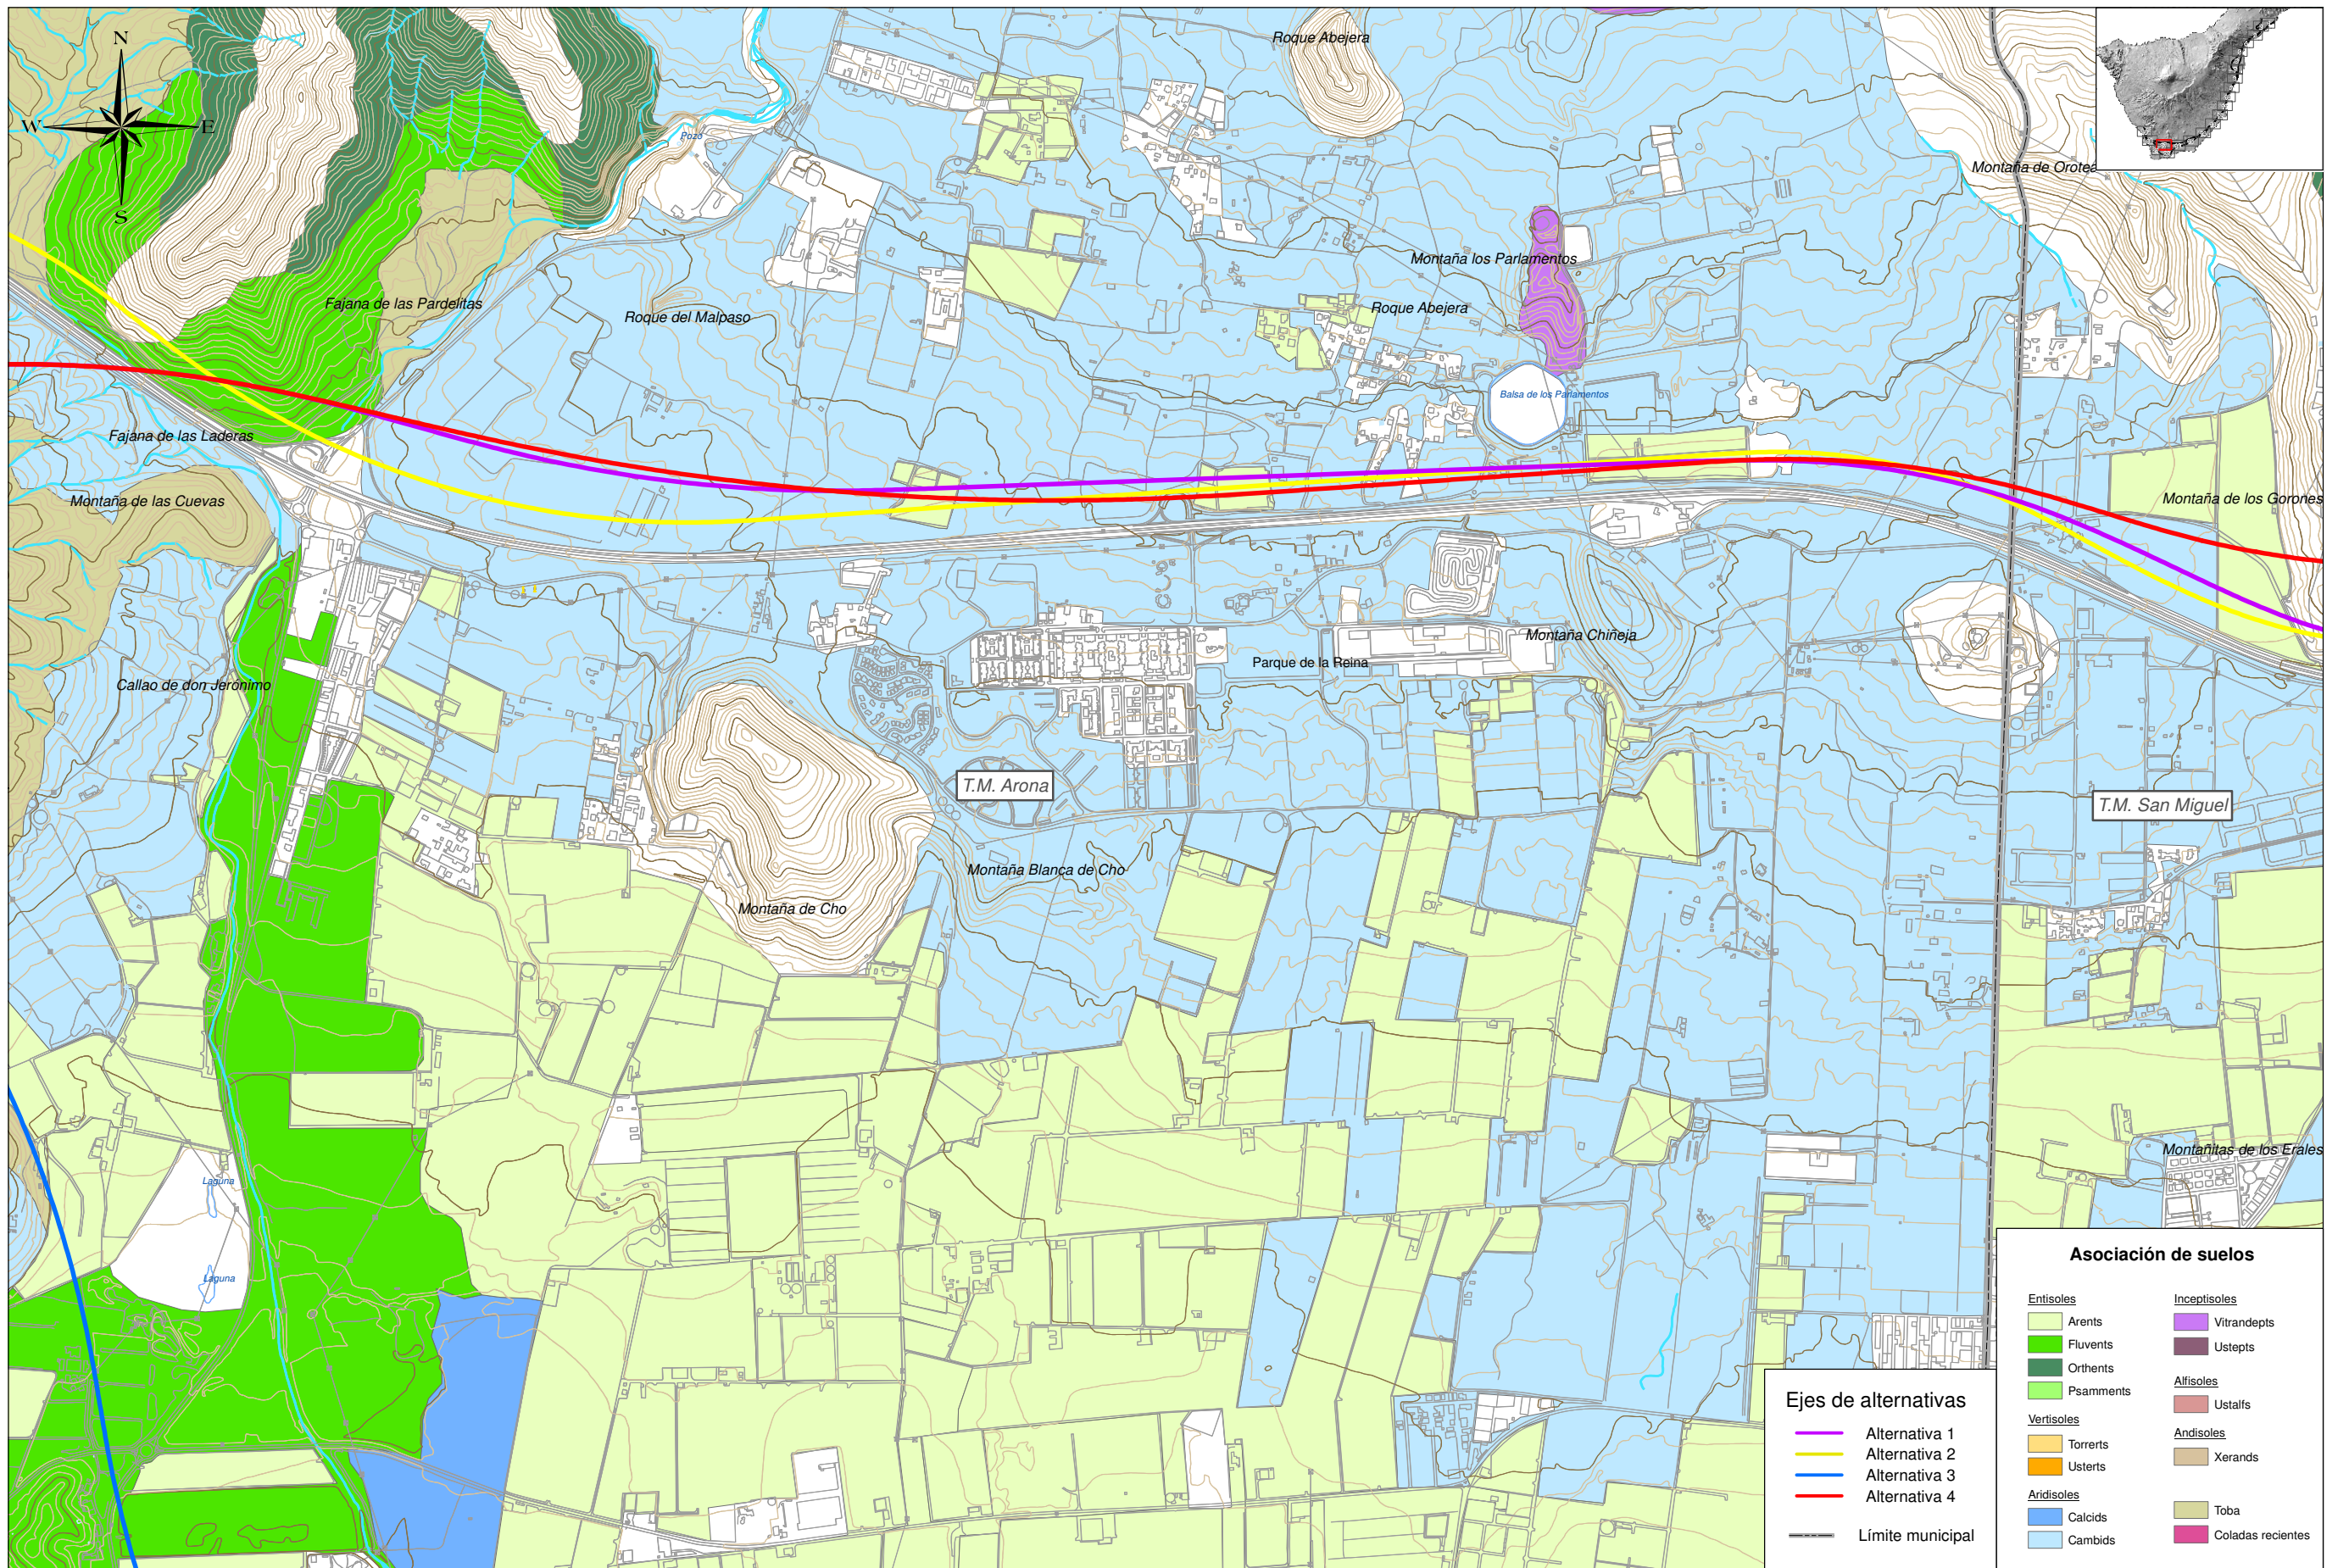 N
W
E
S
Roque Abejera
Pozo
Montaña de Orotea
Montaña los Parlamentos
Fajana de las Pardelitas
Roque del Malpaso
Roque Abejera
Balsa de los Parlamentos
Fajana de las Laderas
Montaña de las Cuevas
Montaña de los Gorones
Montaña Chiñeja
Parque de la Reina
Callao de don Jerónimo
T.M. Arona
T.M. San Miguel
Montaña Blanca de Cho
Montaña de Cho
Montañitas de los Erales
Laguna
Laguna
Ejes de alternativas
Alternativa 1
Alternativa 2
Alternativa 3
Alternativa 4
Límite municipal
Asociación de suelos
Entisoles
Arents
Fluvents
Orthents
Psamments
Vertisoles
Torrerts
Usterts
Aridisoles
Calcids
Cambids
Inceptisoles
Vitrandepts
Ustepts
Alfisoles
Ustalfs
Andisoles
Xerands
Toba
Coladas recientes